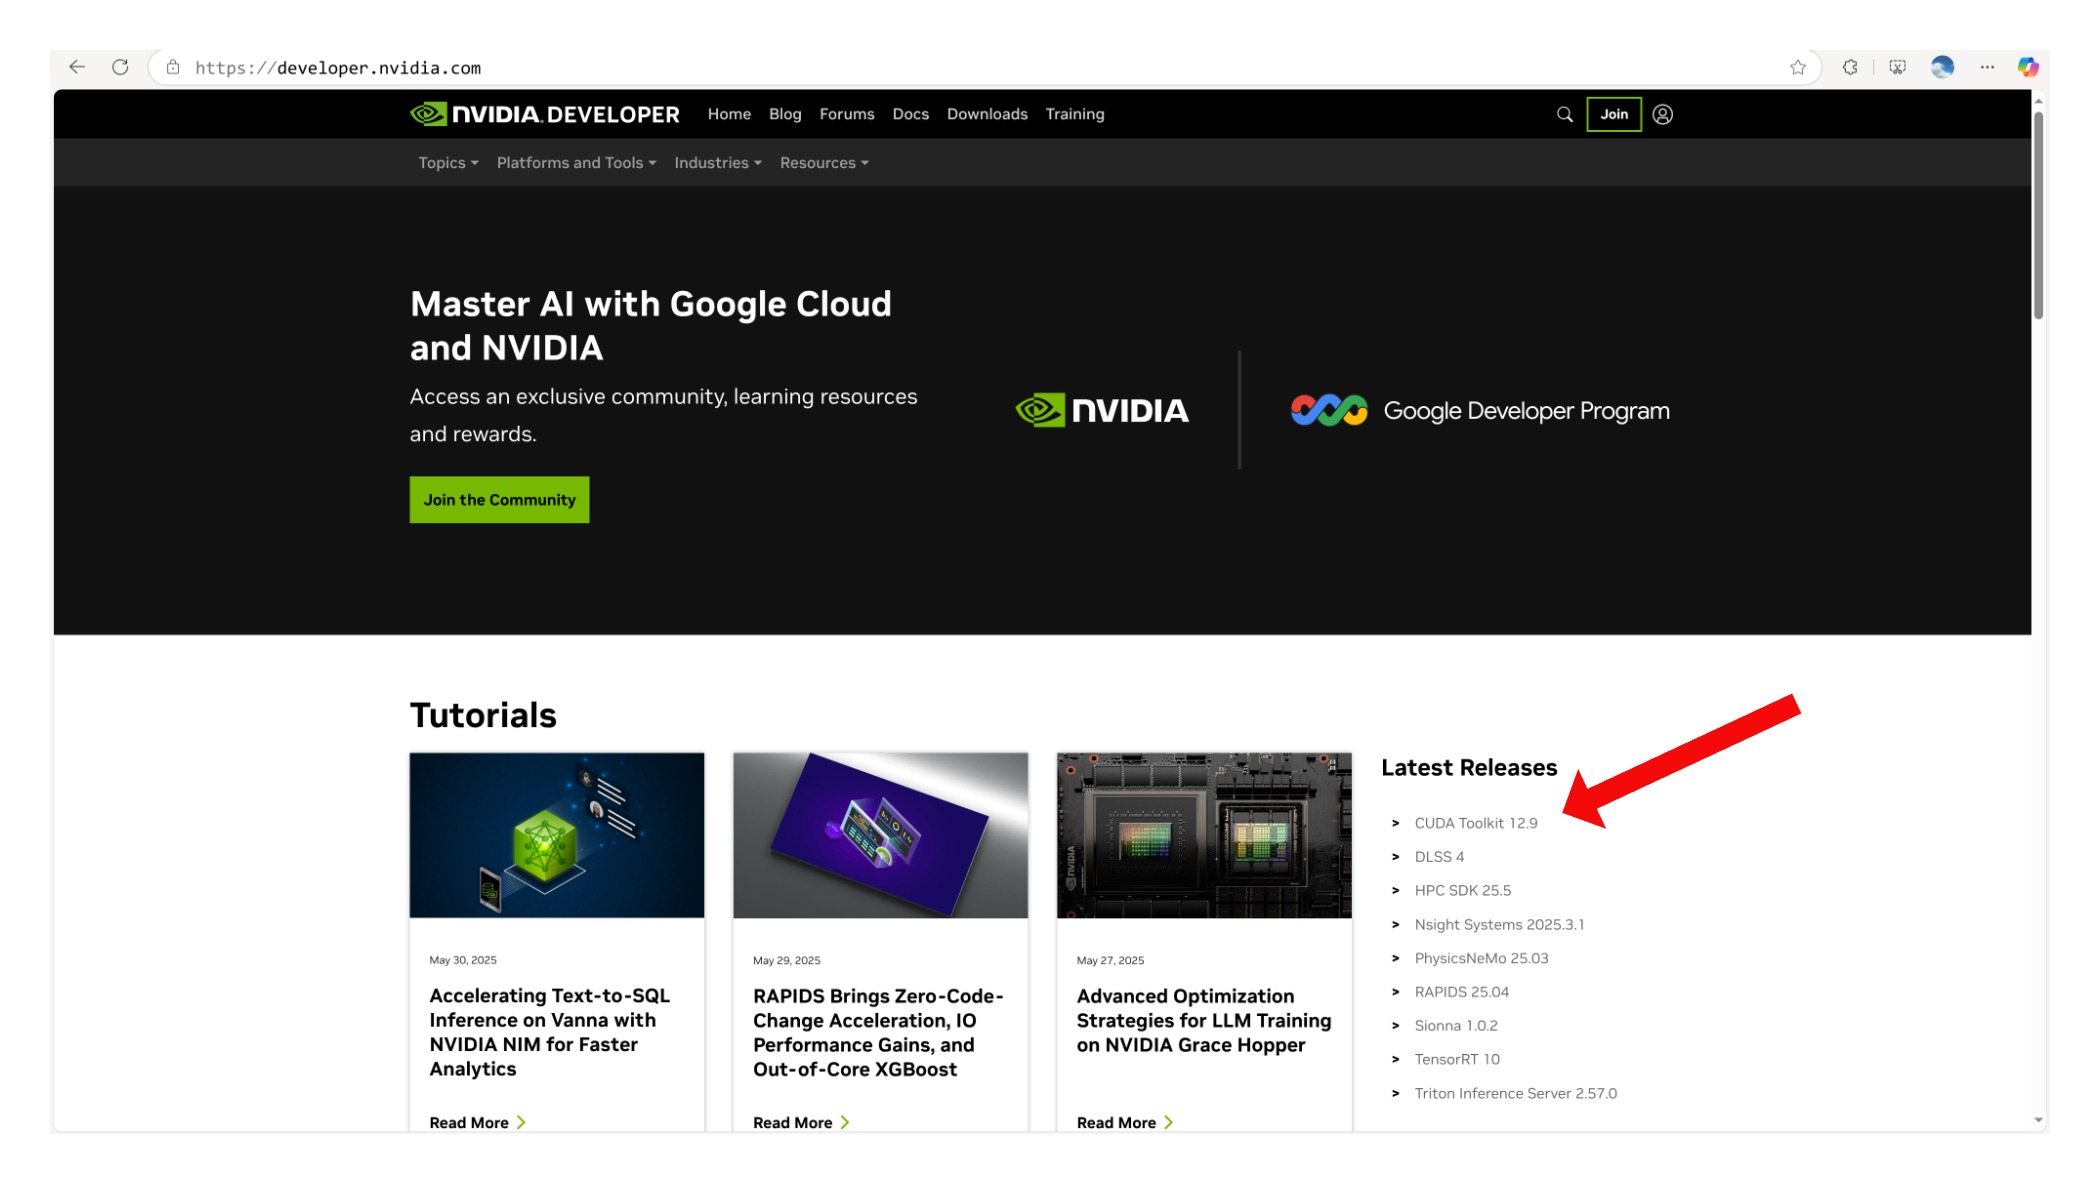 https://developer.nvidia.com
NVIDIA. DEVELOPER Home Blog Forums Docs Downloads Training Join
Topics Platforms and Tools Industries Resources
Master AI with Google Cloud
and NVIDIA
Access an exclusive community, learning resources
and rewards.
Join the Community
NVIDIA
Google Developer Program
Tutorials
May 30, 2025
Accelerating Text-to-SQL
Inference on Vanna with
NVIDIA NIM for Faster
Analytics
Read More >
May 29, 2025
RAPIDS Brings Zero-Code-
Change Acceleration, IO
Performance Gains, and
Out-of-Core XGBoost
Read More >
NVIDIA
May 27, 2025
Advanced Optimization
Strategies for LLM Training
on NVIDIA Grace Hopper
Read More >
Latest Releases
> CUDA Toolkit 12.9
> DLSS 4
> HPC SDK 25.5
> Nsight Systems 2025.3.1
> PhysicsNeMo 25.03
> RAPIDS 25.04
> Sionna 1.0.2
> TensorRT 10
> Triton Inference Server 2.57.0